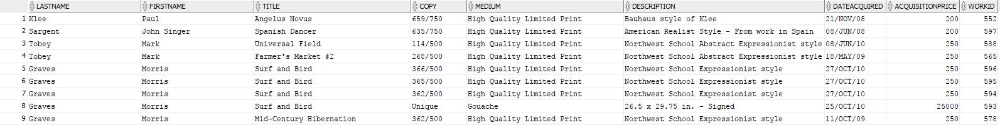 LASTNAME FIRSTNAME TITLE COPY MEDIUM DESCRIPTION DATEACQUIRED ACQUISITIONPRICE WORKID
1 Klee Paul Angelus Novus 659/750 High Quality Limited Print Bauhaus style of Klee 21/NOV/08 200 552
2 Sargent John Singer Spanish Dancer 635/750 High Quality Limited Print American Realist Style - From work in Spain 08/JUN/08 200 597
3 Tobey Mark Universal Field 114/500 High Quality Limited Print Northwest School Abstract Expressionist style 08/JUN/10 250 588
4 Tobey Mark Farmer's Market #2 268/500 High Quality Limited Print Northwest School Abstract Expressionist style 18/MAY/09 250 565
5 Graves Morris Surf and Bird 366/500 High Quality Limited Print Northwest School Expressionist style 27/OCT/10 250 596
6 Graves Morris Surf and Bird 365/500 High Quality Limited Print Northwest School Expressionist style 27/OCT/10 250 595
7 Graves Morris Surf and Bird 362/500 High Quality Limited Print Northwest School Expressionist style 27/OCT/10 250 594
8 Graves Morris Surf and Bird Unique Gouache 26.5 x 29.75 in. - Signed 25/OCT/10 25000 593
9 Graves Morris Mid-Century Hibernation 362/500 High Quality Limited Print Northwest School Expressionist style 11/OCT/09 250 578